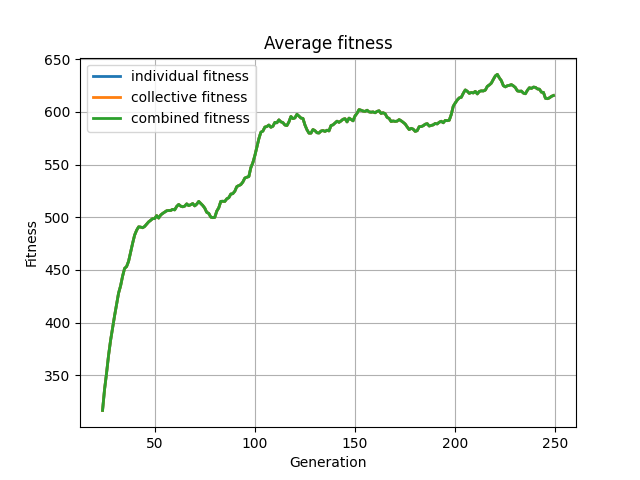 Average fitness
650
600
550
500
450
400
350
Fitness
individual fitness
collective fitness
combined fitness
50 100 150 200 250
Generation